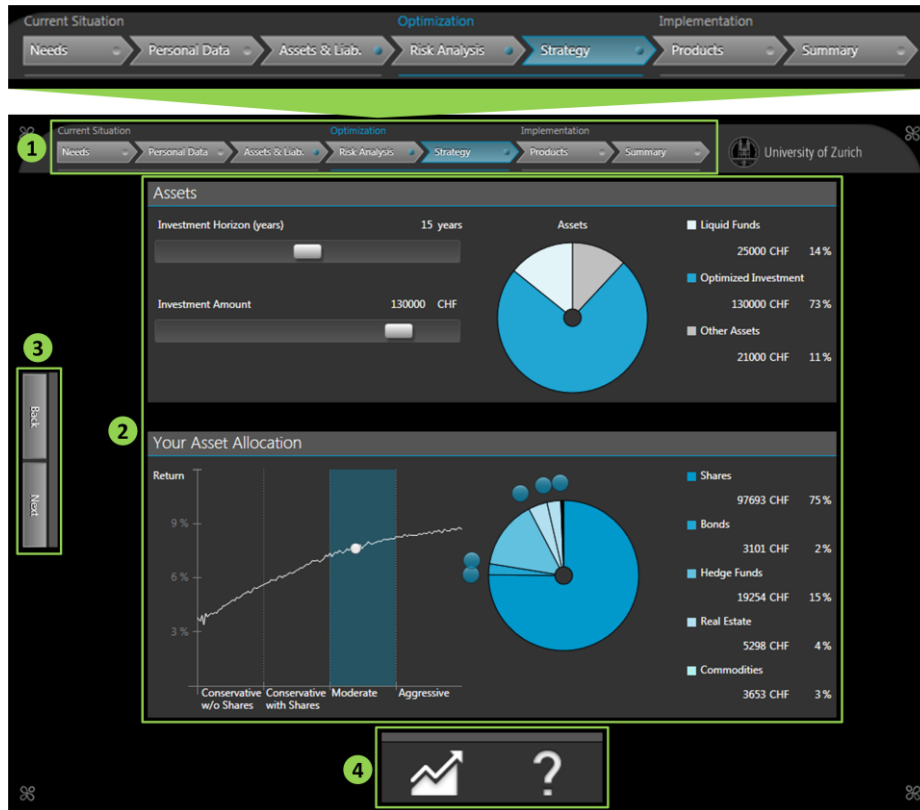 Current Situation Optimization Implementation
Needs Personal Data Assets & Liab. Risk Analysis Strategy Products Summary
Current Situation Optimization Implementation
1 Needs Personal Data Assets & Liab. Risk Analysis Strategy Products Summary University of Zurich
Assets
Investment Horizon (years) 15 years
Investment Amount 130000 CHF
Assets
Liquid Funds
25000 CHF 14%
Optimized Investment
130000 CHF 73%
Other Assets
21000 CHF 11%
3
Back
Next
2
Your Asset Allocation
Return
9 %
6 %
3 %
Conservative w/o Shares
Conservative with Shares
Moderate
Aggressive
Shares
97693 CHF 75%
Bonds
3101 CHF 2%
Hedge Funds
19254 CHF 15%
Real Estate
5298 CHF 4%
Commodities
3653 CHF 3%
4 ?